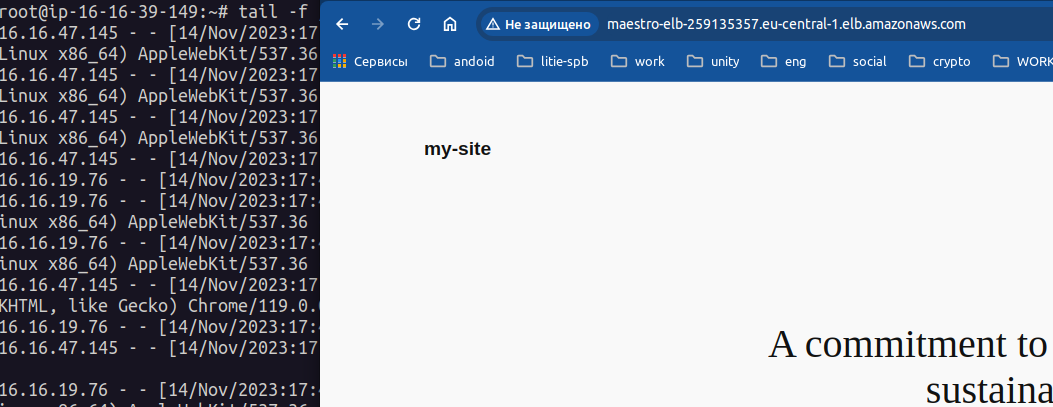 root@ip-16-16-39-149:~# tail -f
16.16.47.145 - - [14/Nov/2023:17
Linux x86_64) AppleWebKit/537.36
16.16.47.145 - - [14/Nov/2023:17
Linux x86_64) AppleWebKit/537.36
16.16.47.145 - - [14/Nov/2023:17
Linux x86_64) AppleWebKit/537.36
16.16.47.145 - - [14/Nov/2023:17
16.16.19.76 - - [14/Nov/2023:17:
16.16.19.76 - - [14/Nov/2023:17:
inux x86_64) AppleWebKit/537.36
16.16.19.76 - - [14/Nov/2023:17:
inux x86_64) AppleWebKit/537.36
16.16.47.145 - - [14/Nov/2023:17
KHTML, like Gecko) Chrome/119.0.
16.16.19.76 - - [14/Nov/2023:17:
16.16.47.145 - - [14/Nov/2023:17
16.16.19.76 - - [14/Nov/2023:17:
inux x86_64) AppleWebKit/537.36
Не защищено maestro-elb-259135357.eu-central-1.elb.amazonaws.com
Сервисы andoid litie-spb work unity eng social crypto WORK
my-site
A commitment to
sustaina